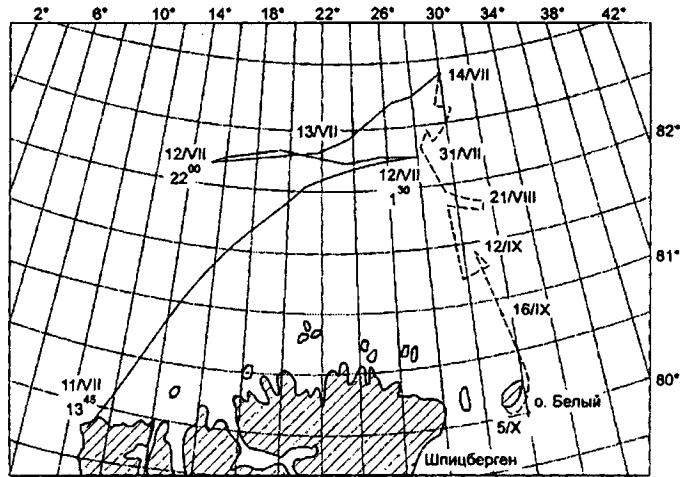 2° 6° 10° 14° 18° 22° 26° 30° 34° 38° 42°
14/VII
13/VII
82°
12/VII
22⁰⁰
31/VII
12/VII
1³⁰
21/VIII
12/IX
81°
16/IX
11/VII
13⁴⁵
80°
о. Белый
5/X
Шпицберген